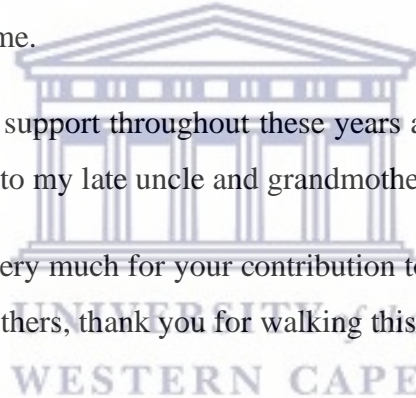 me.
support throughout these years a
to my late uncle and grandmothe
ery much for your contribution to
UNIVERSITY of the
thers, thank you for walking this
WESTERN CAPE